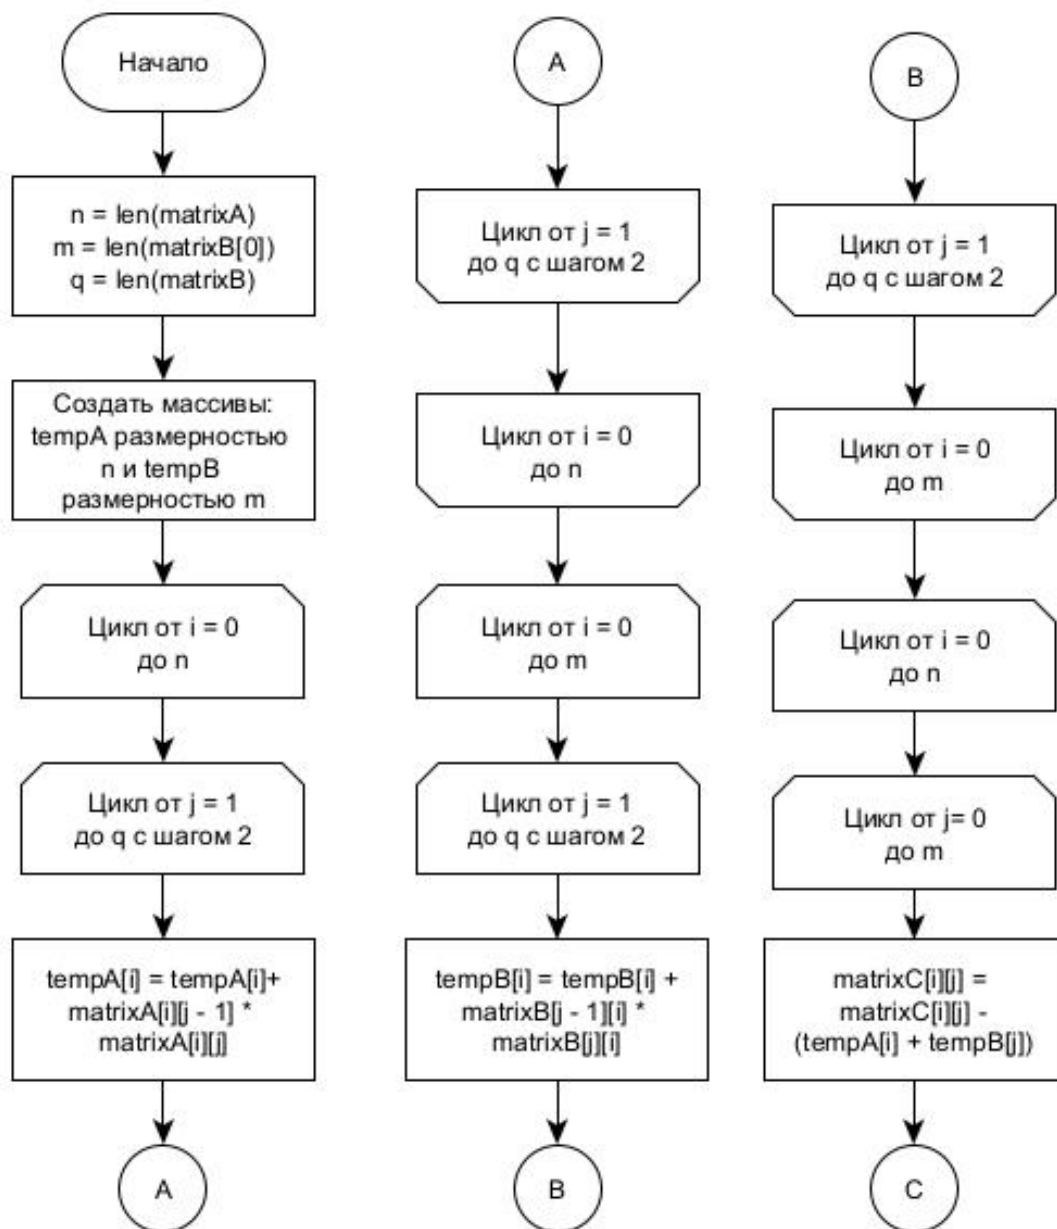 Начало
n = len(matrixA)
m = len(matrixB[0])
q = len(matrixB)
Создать массивы:
tempA размерностью
n и tempB
размерностью m
Цикл от i = 0
до n
Цикл от j = 1
до q с шагом 2
tempA[i] = tempA[i]+
matrixA[i][j - 1] *
matrixA[i][j]
A
A
Цикл от j = 1
до q с шагом 2
Цикл от i = 0
до n
Цикл от i = 0
до m
Цикл от j = 1
до q с шагом 2
tempB[i] = tempB[i] +
matrixB[j - 1][i] *
matrixB[j][i]
B
B
Цикл от j = 1
до q с шагом 2
Цикл от i = 0
до m
Цикл от i = 0
до n
Цикл от j= 0
до m
matrixC[i][j] =
matrixC[i][j] -
(tempA[i] + tempB[j])
C